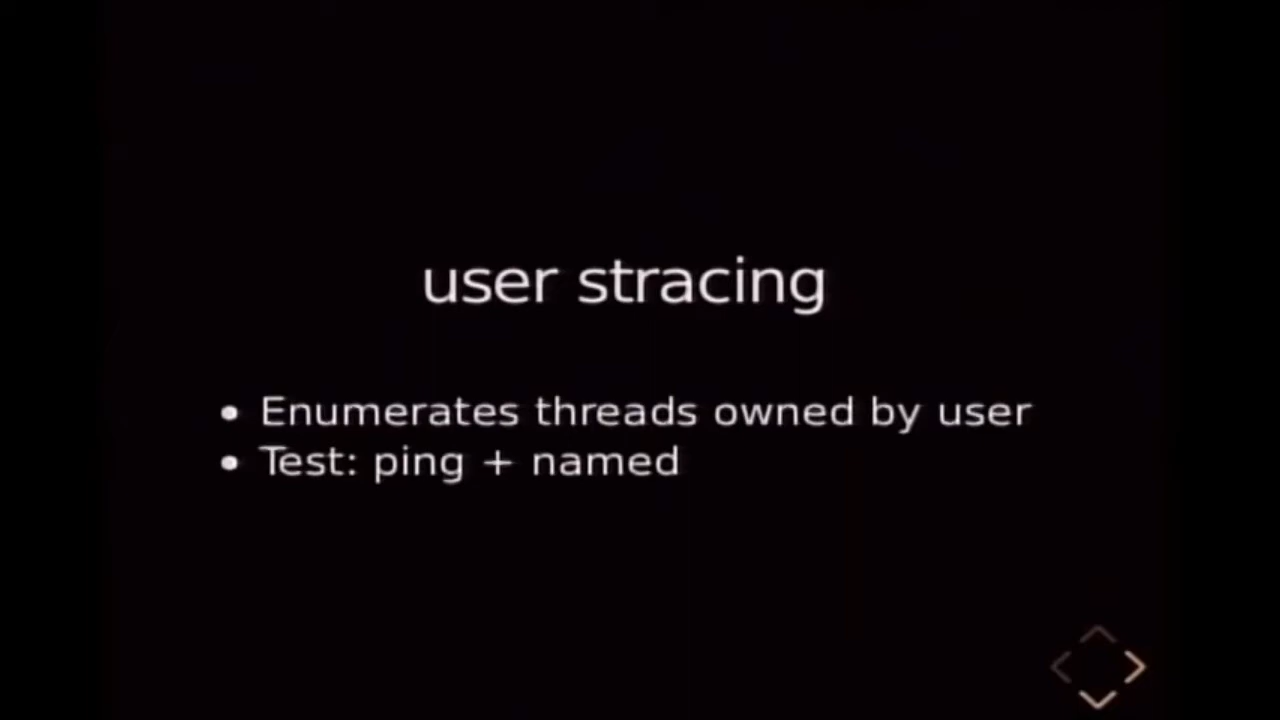 user stracing
• Enumerates threads owned by user
• Test: ping + named